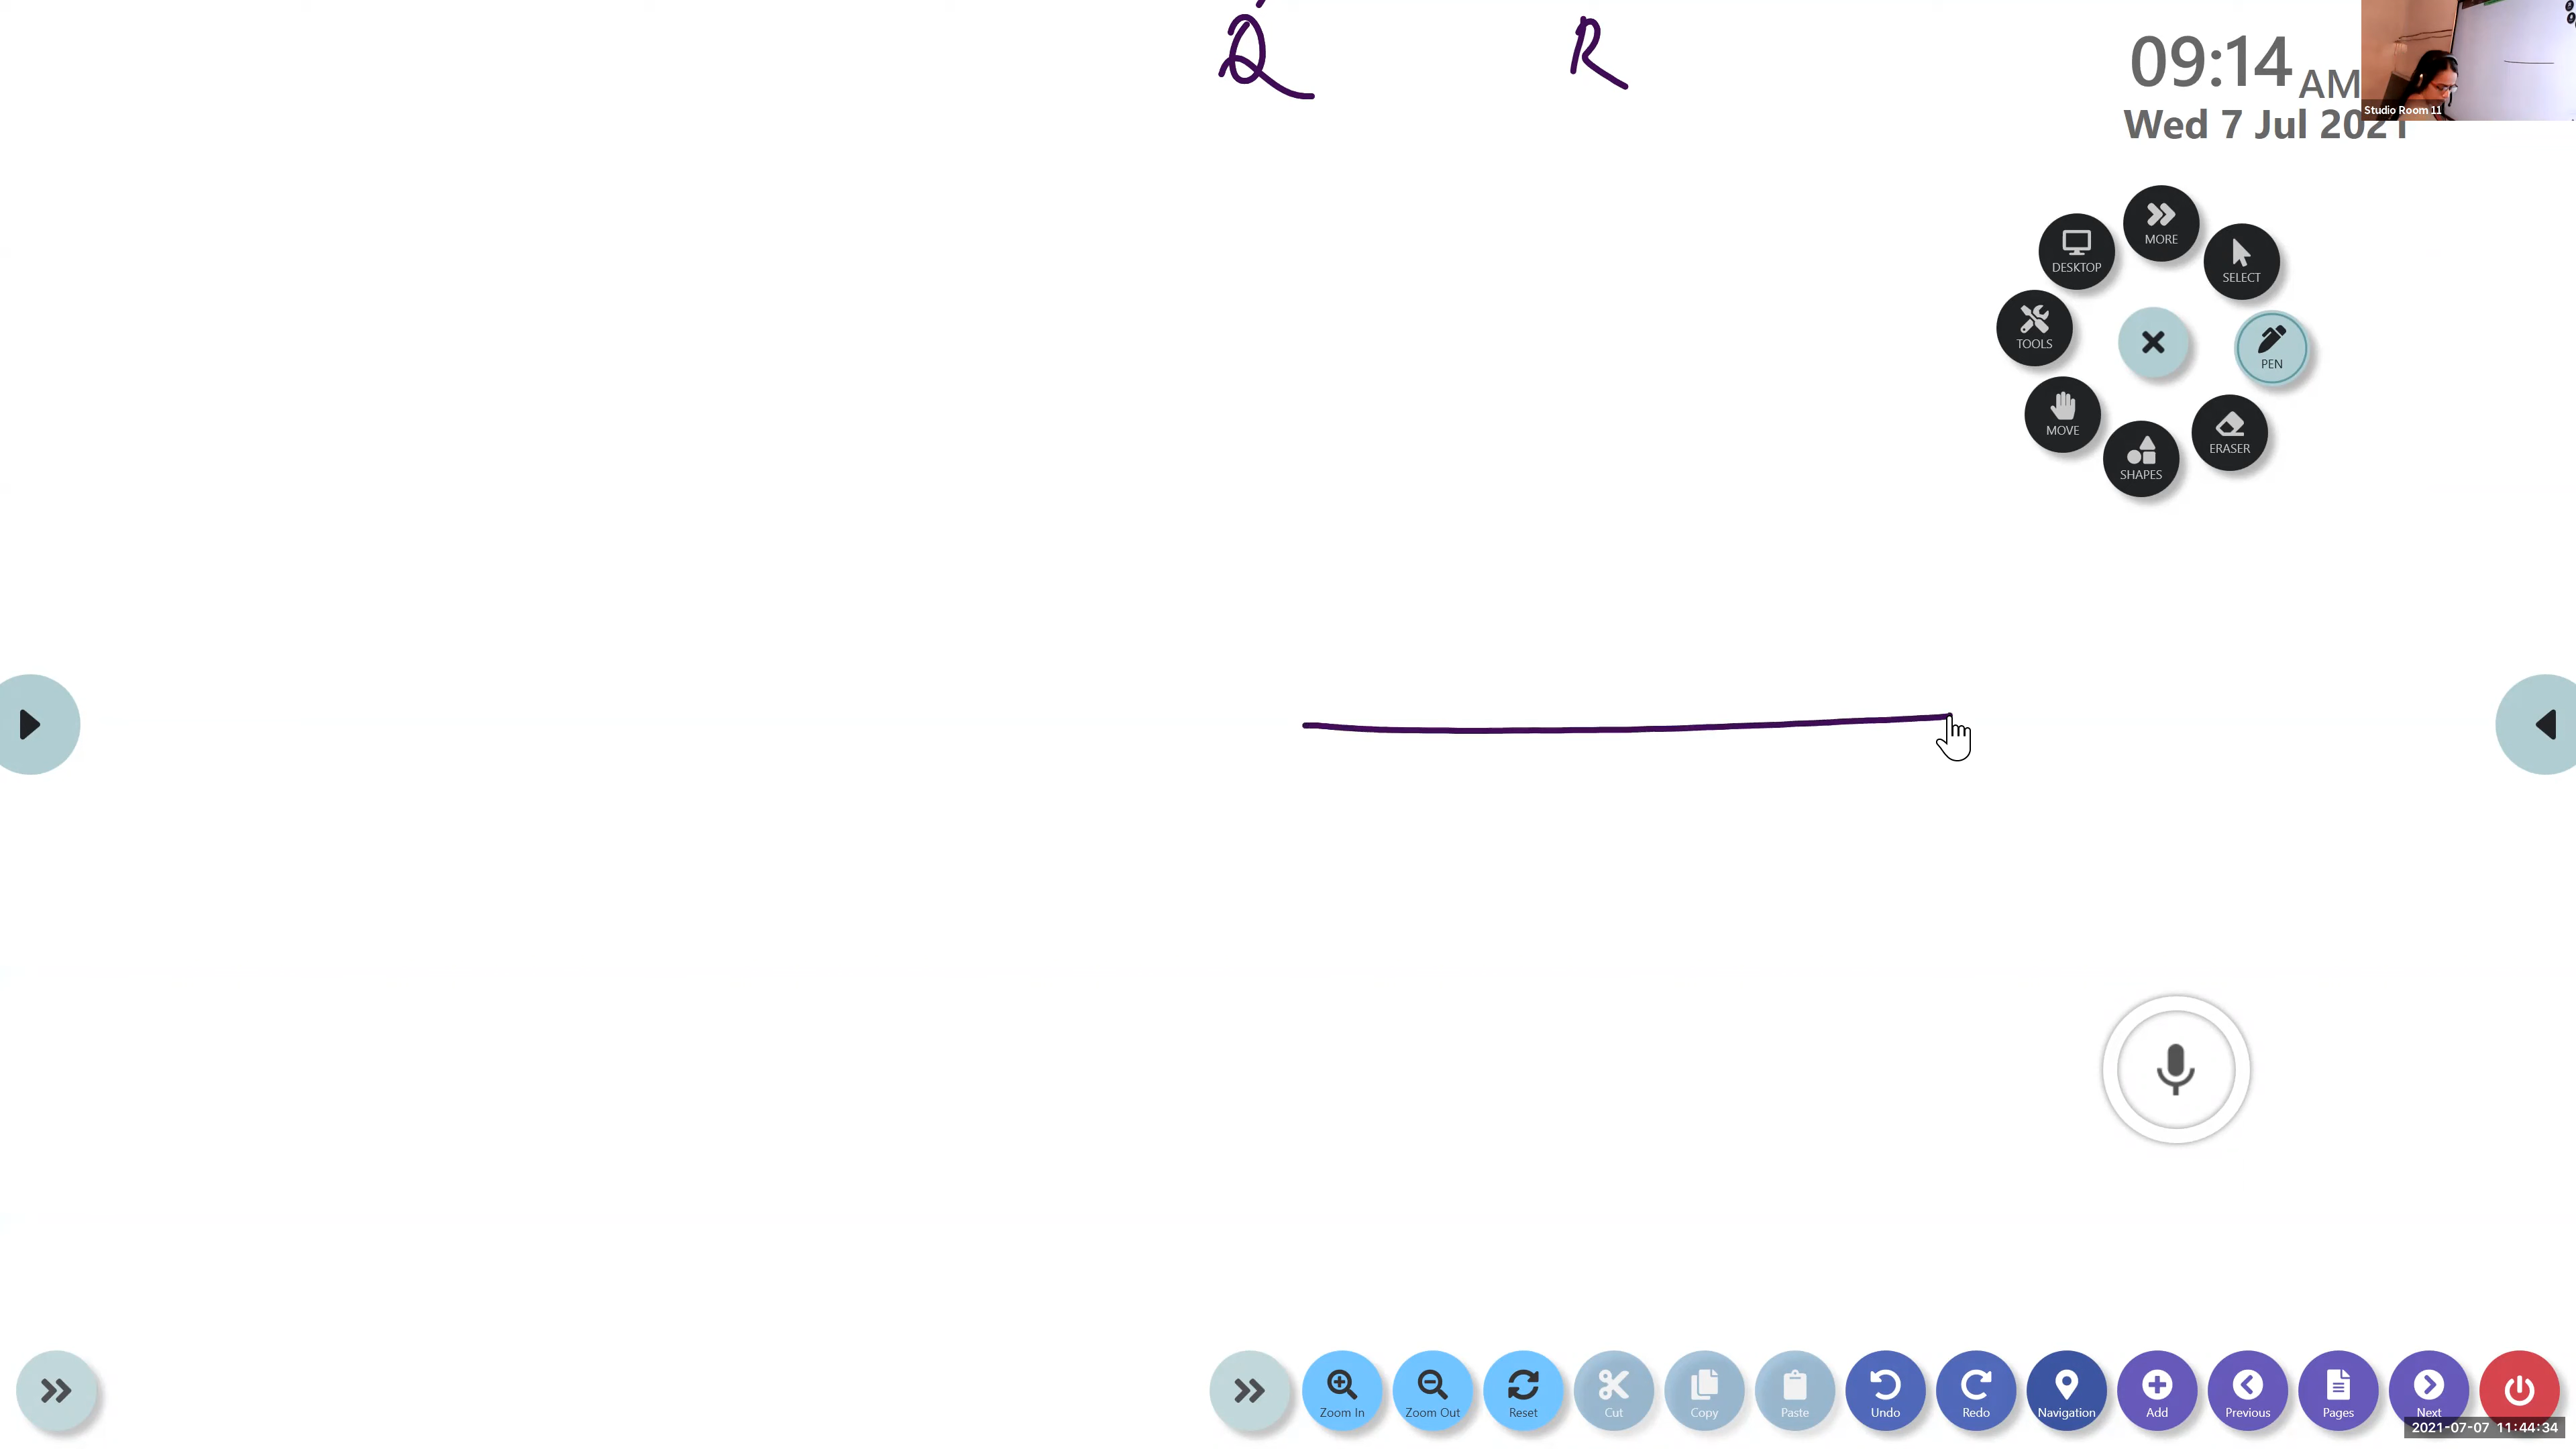 Q R
09:14 AM
Wed 7 Jul 2021
Studio Room 11
MORE
DESKTOP
SELECT
TOOLS
PEN
MOVE
ERASER
SHAPES
Zoom In Zoom Out Reset Cut Copy Paste Undo Redo Navigation Add Previous Pages Next
2021-07-07 11:44:34